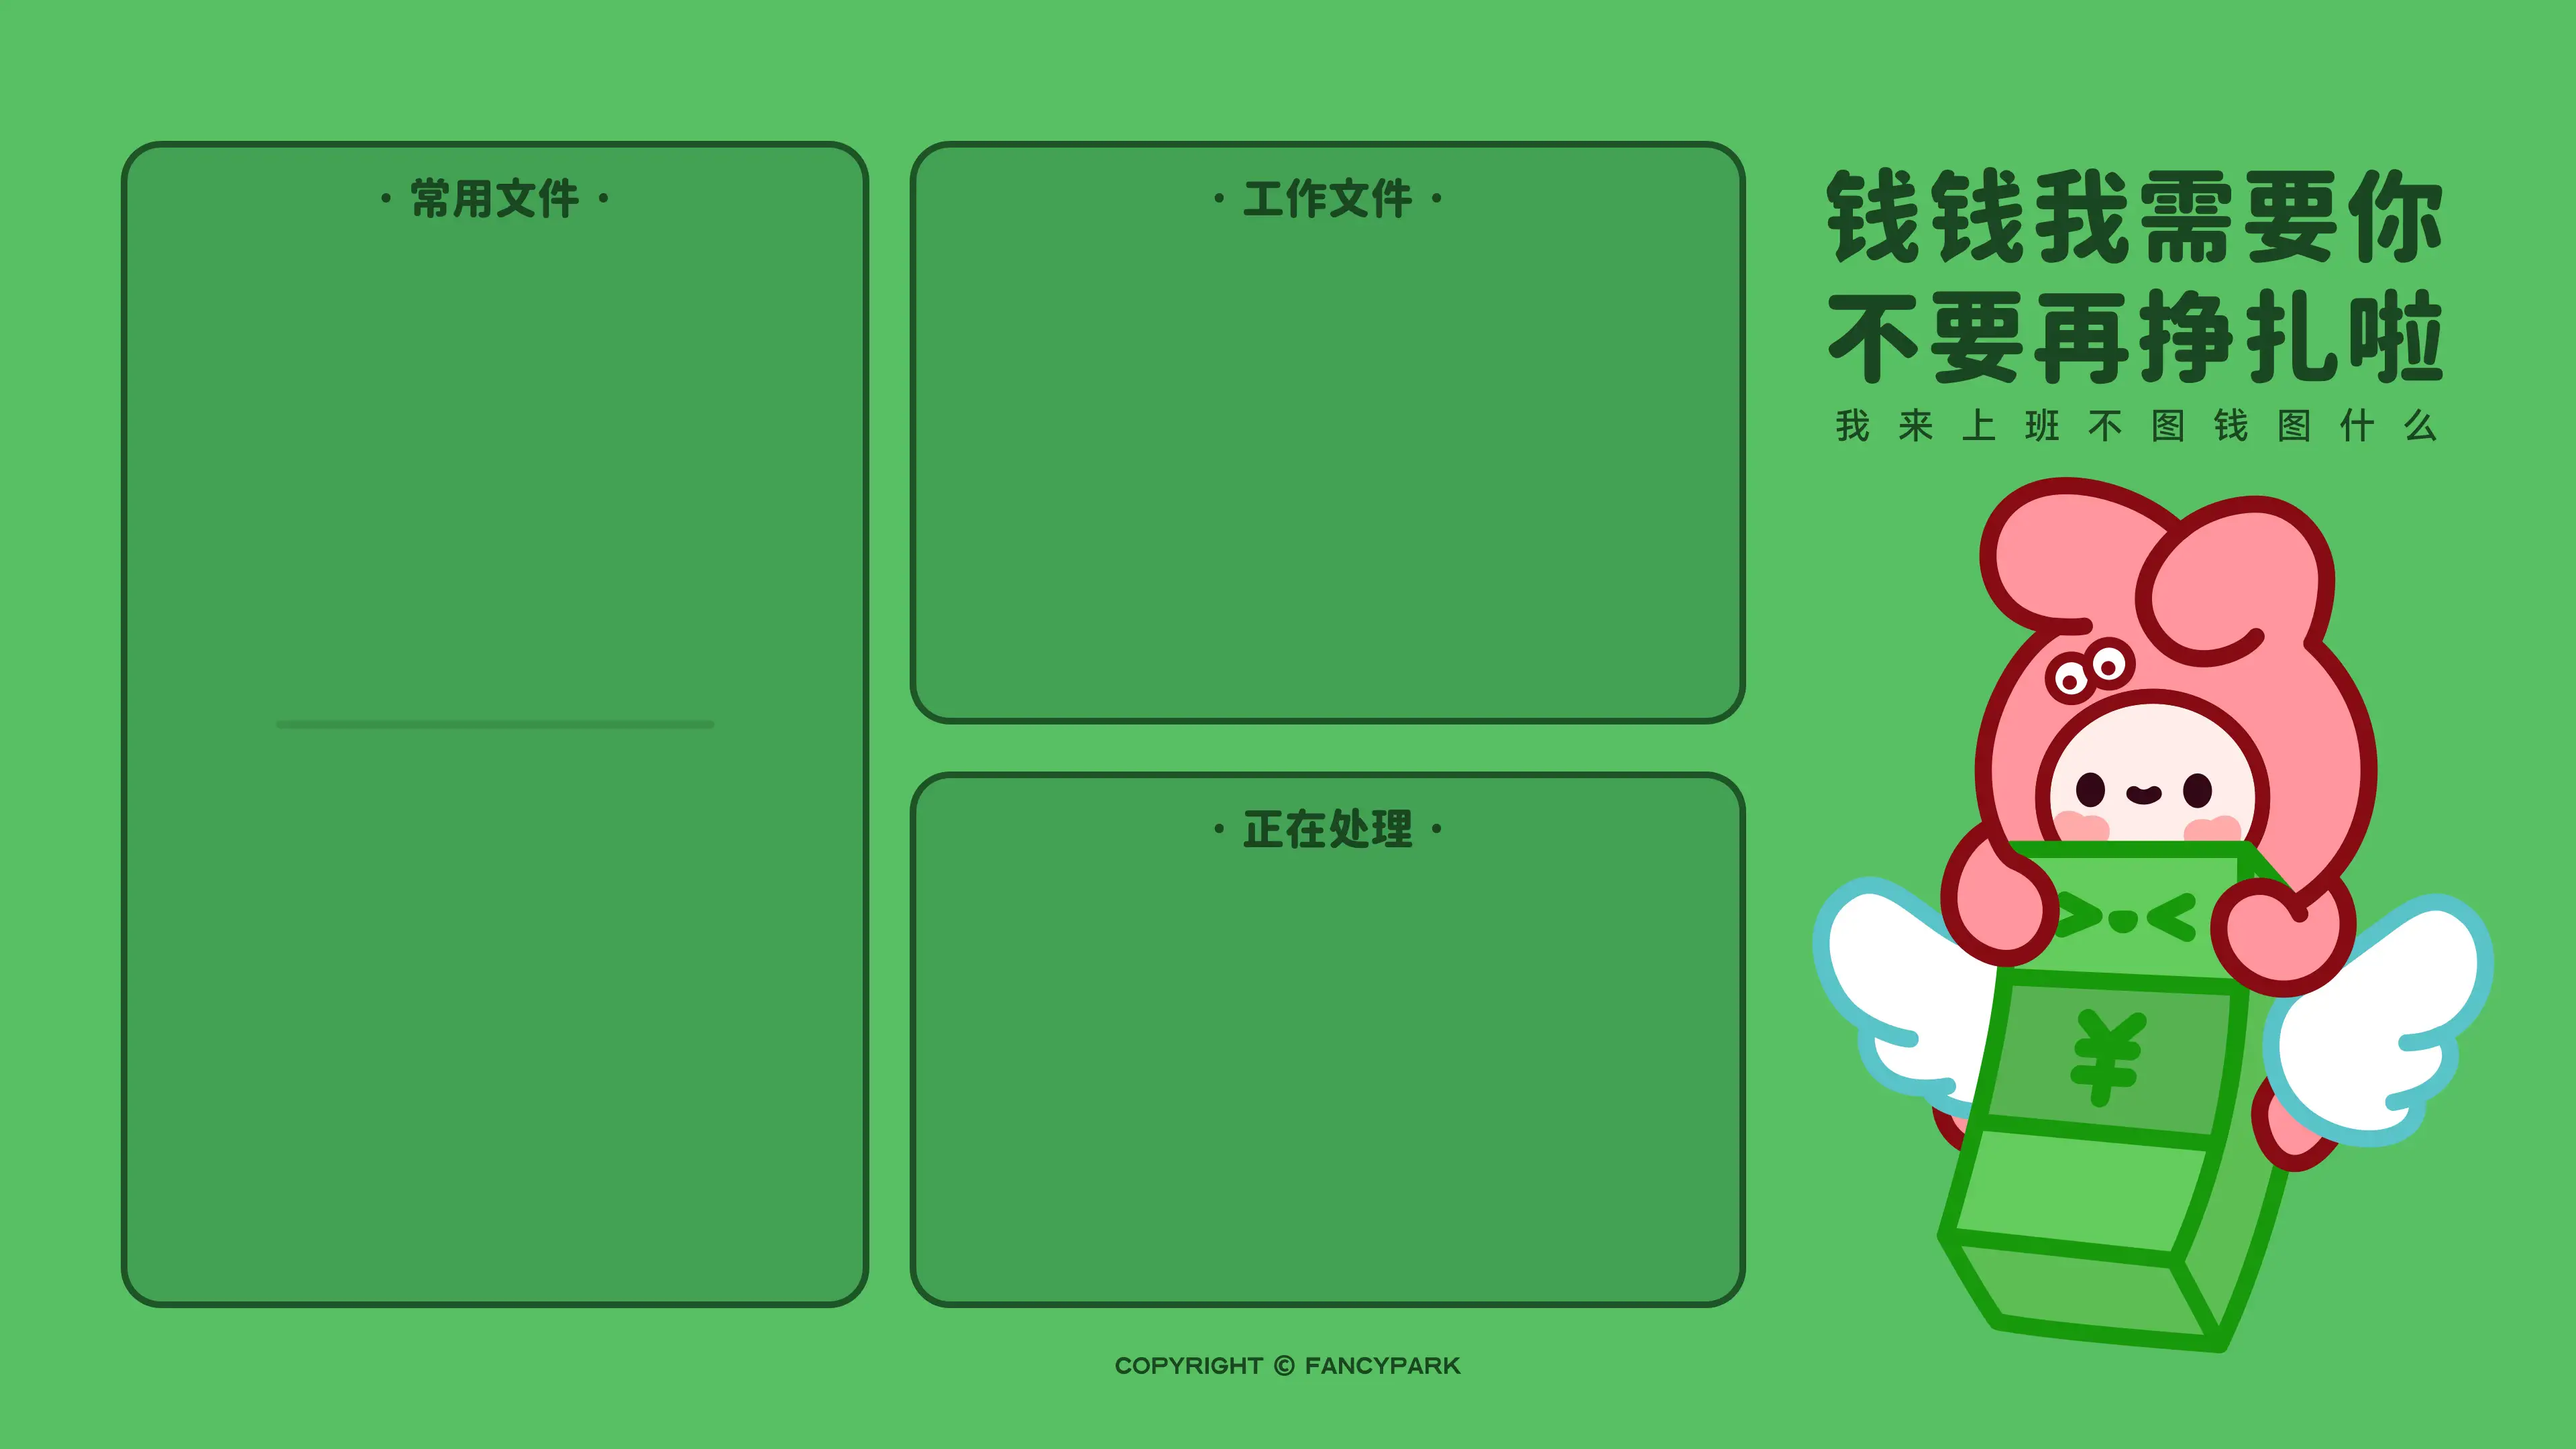 · 常用文件 ·
· 工作文件 ·
· 正在处理 ·
钱钱我需要你
不要再挣扎啦
我来上班不图钱图什么
¥
COPYRIGHT © FANCYPARK